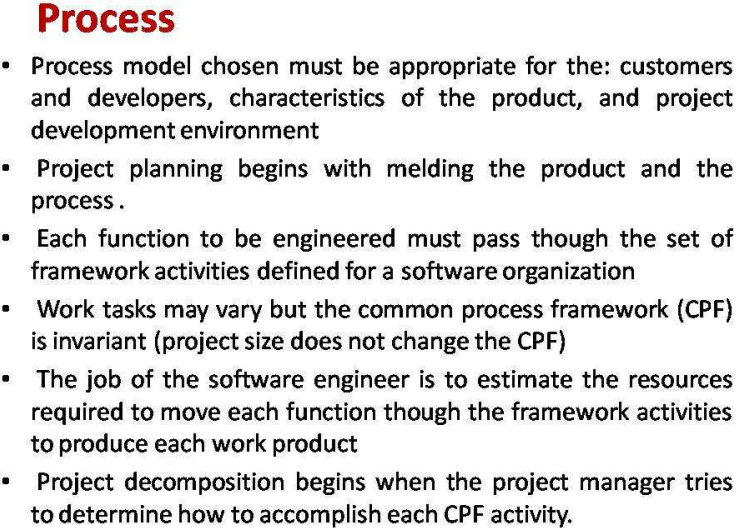 Process
• Process model chosen must be appropriate for the: customers
and developers, characteristics of the product, and project
development environment
• Project planning begins with melding the product and the
process .
• Each function to be engineered must pass though the set of
framework activities defined for a software organization
• Work tasks may vary but the common process framework (CPF)
is invariant (project size does not change the CPF)
• The job of the software engineer is to estimate the resources
required to move each function though the framework activities
to produce each work product
• Project decomposition begins when the project manager tries
to determine how to accomplish each CPF activity.